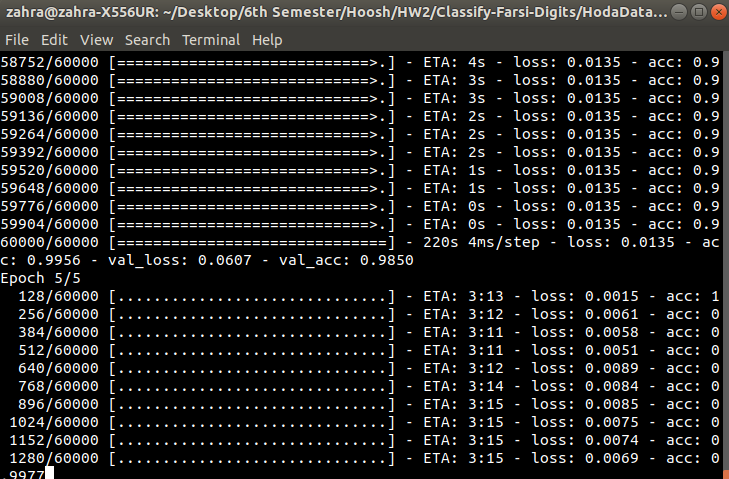 zahra@zahra-X556UR: ~/Desktop/6th Semester/Hoosh/HW2/Classify-Farsi-Digits/HodaData...
File Edit View Search Terminal Help
58752/60000 [============================>.] - ETA: 4s - loss: 0.0135 - acc: 0.9
58880/60000 [============================>.] - ETA: 3s - loss: 0.0135 - acc: 0.9
59008/60000 [============================>.] - ETA: 3s - loss: 0.0135 - acc: 0.9
59136/60000 [============================>.] - ETA: 2s - loss: 0.0135 - acc: 0.9
59264/60000 [============================>.] - ETA: 2s - loss: 0.0135 - acc: 0.9
59392/60000 [============================>.] - ETA: 2s - loss: 0.0135 - acc: 0.9
59520/60000 [============================>.] - ETA: 1s - loss: 0.0135 - acc: 0.9
59648/60000 [============================>.] - ETA: 1s - loss: 0.0135 - acc: 0.9
59776/60000 [============================>.] - ETA: 0s - loss: 0.0135 - acc: 0.9
59904/60000 [============================>.] - ETA: 0s - loss: 0.0135 - acc: 0.9
60000/60000 [==============================] - 220s 4ms/step - loss: 0.0135 - ac
c: 0.9956 - val_loss: 0.0607 - val_acc: 0.9850
Epoch 5/5
128/60000 [..............................] - ETA: 3:13 - loss: 0.0015 - acc: 1
256/60000 [..............................] - ETA: 3:12 - loss: 0.0061 - acc: 0
384/60000 [..............................] - ETA: 3:11 - loss: 0.0058 - acc: 0
512/60000 [..............................] - ETA: 3:11 - loss: 0.0051 - acc: 0
640/60000 [..............................] - ETA: 3:12 - loss: 0.0089 - acc: 0
768/60000 [..............................] - ETA: 3:14 - loss: 0.0084 - acc: 0
896/60000 [..............................] - ETA: 3:15 - loss: 0.0085 - acc: 0
1024/60000 [..............................] - ETA: 3:15 - loss: 0.0075 - acc: 0
1152/60000 [..............................] - ETA: 3:15 - loss: 0.0074 - acc: 0
1280/60000 [..............................] - ETA: 3:15 - loss: 0.0069 - acc: 0
.9977